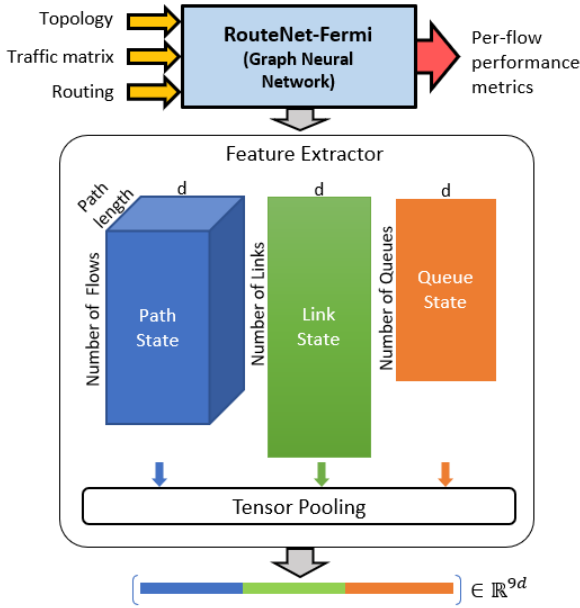 Topology
Traffic matrix
Routing
RouteNet-Fermi
(Graph Neural
Network)
Per-flow
performance
metrics
Feature Extractor
Path
length
d
d
d
Number of Flows
Path
State
Number of Links
Link
State
Number of Queues
Queue
State
Tensor Pooling
∈ ℝ^{9d}